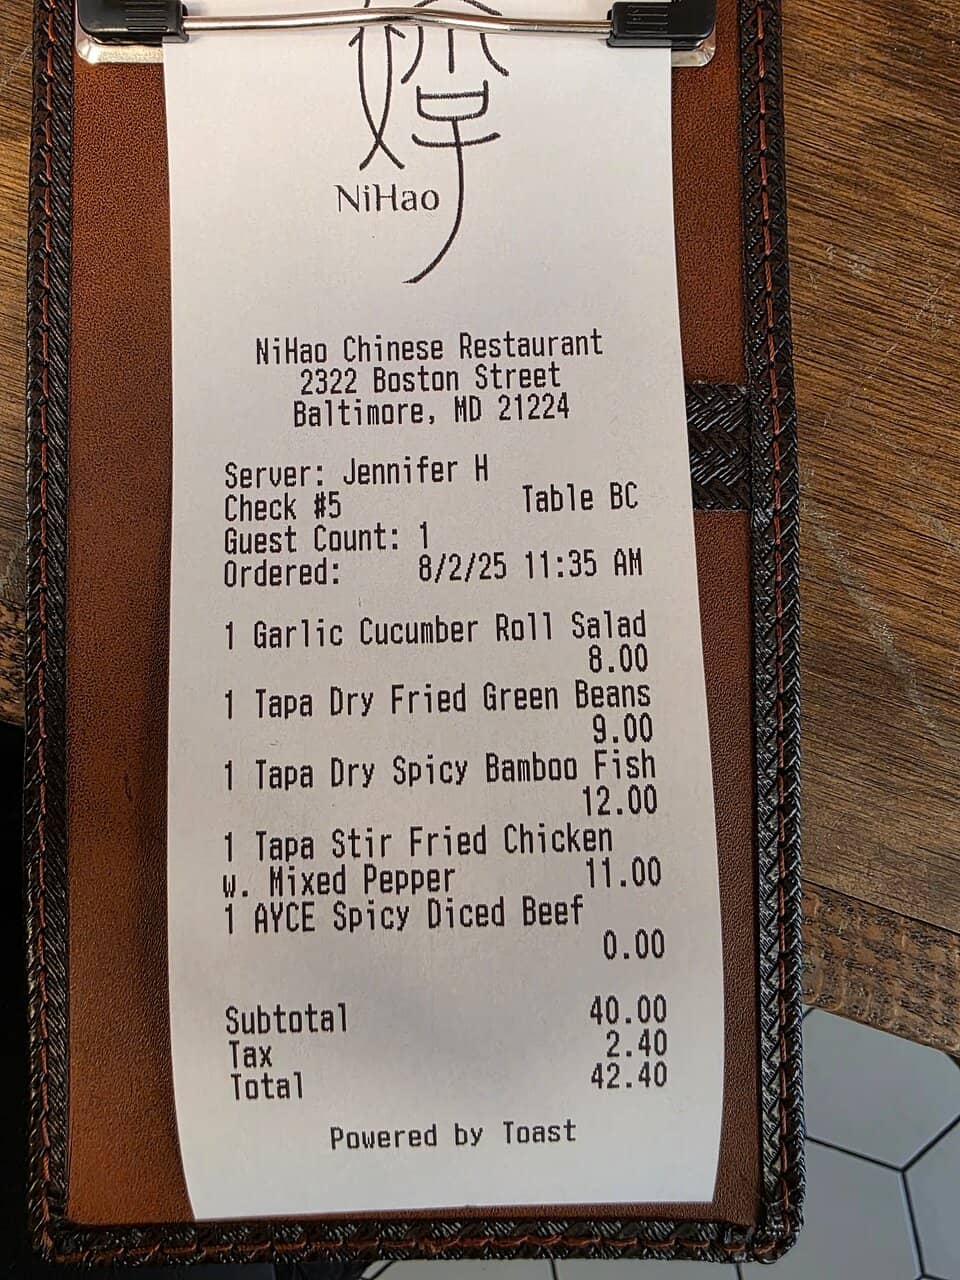 NiHao
NiHao Chinese Restaurant
2322 Boston Street
Baltimore, MD 21224
Server: Jennifer H
Check #5 Table BC
Guest Count: 1
Ordered: 8/2/25 11:35 AM
1 Garlic Cucumber Roll Salad
8.00
1 Tapa Dry Fried Green Beans
9.00
1 Tapa Dry Spicy Bamboo Fish
12.00
1 Tapa Stir Fried Chicken
w. Mixed Pepper 11.00
1 AYCE Spicy Diced Beef
0.00
Subtotal 40.00
Tax 2.40
Total 42.40
Powered by Toast